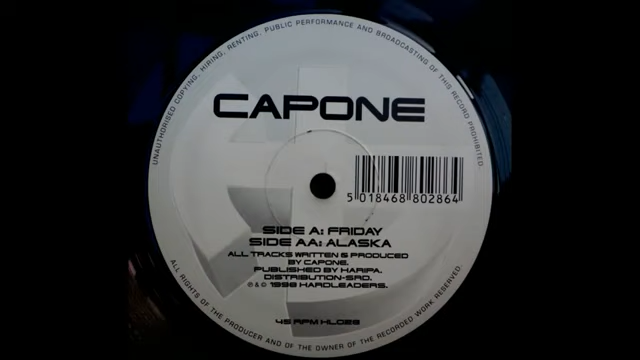 UNAUTHORISED COPYING, HIRING, RENTING, PUBLIC PERFORMANCE AND BROADCASTING OF THIS RECORD PROHIBITED.
CAPONE
5 018468 802864
SIDE A: FRIDAY
SIDE AA: ALASKA
ALL TRACKS WRITTEN & PRODUCED
BY CAPONE.
PUBLISHED BY HARIPA.
DISTRIBUTION-SRD.
℗ & © 1998 HARDLEADERS.
45 RPM HL028
ALL RIGHTS OF THE PRODUCER AND OF THE OWNER OF THE RECORDED WORK RESERVED.